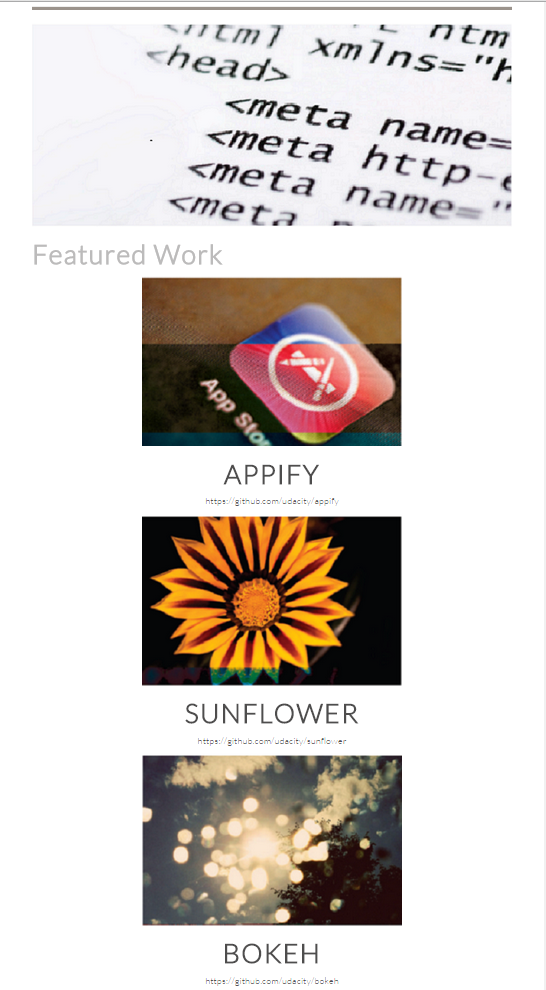 <html
xmlns="h
<head>
<meta name=
<meta http-e
<meta name="
<meta
Featured Work
App Stor
APPIFY
https://github.com/udacity/appify
SUNFLOWER
https://github.com/udacity/sunflower
BOKEH
https://github.com/udacity/bokeh